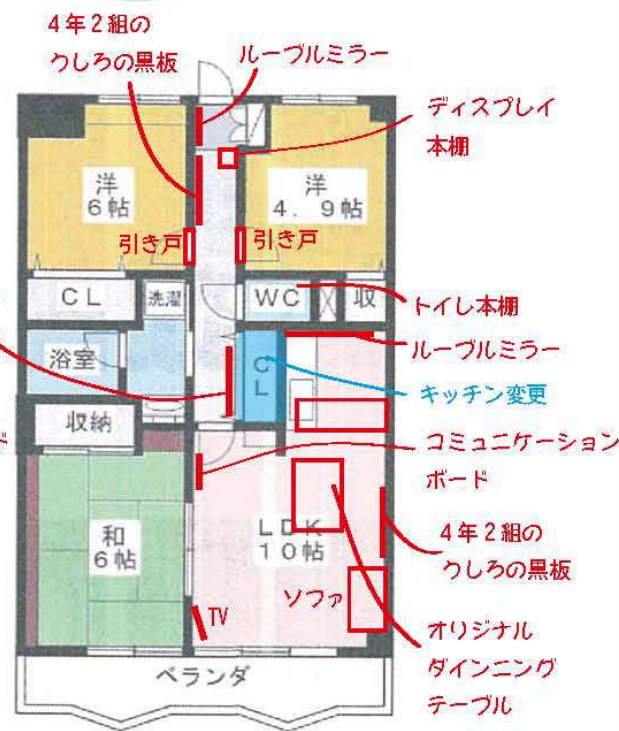 4年2組の
うしろの黒板
ルーブルミラー
ディスプレイ
本棚
洋
6帖
洋
4.9帖
引き戸
引き戸
CL
洗濯
WC
収
トイレ本棚
浴室
CL
ルーブルミラー
キッチン変更
収納
コミュニケーション
ボード
ド
和
6帖
LDK
10帖
4年2組の
うしろの黒板
ソファ
TV
オリジナル
ダインニング
テーブル
ベランダ